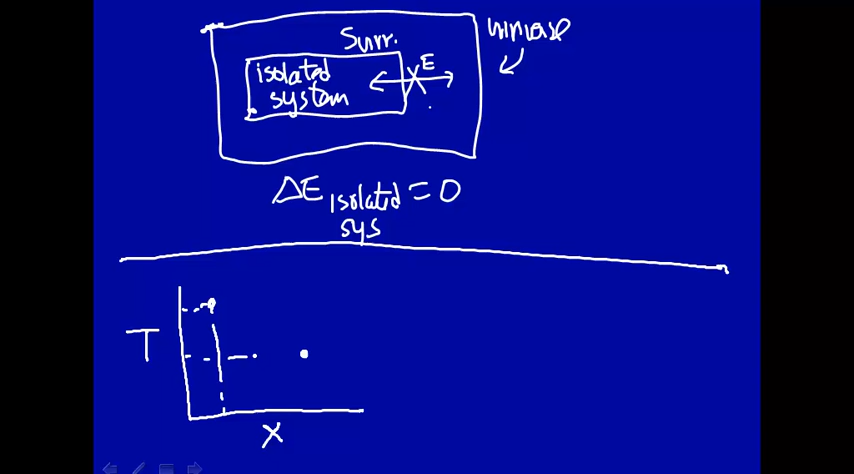 Surr.
isolated
system
E
universe
ΔE isolated = 0
sys
T
X